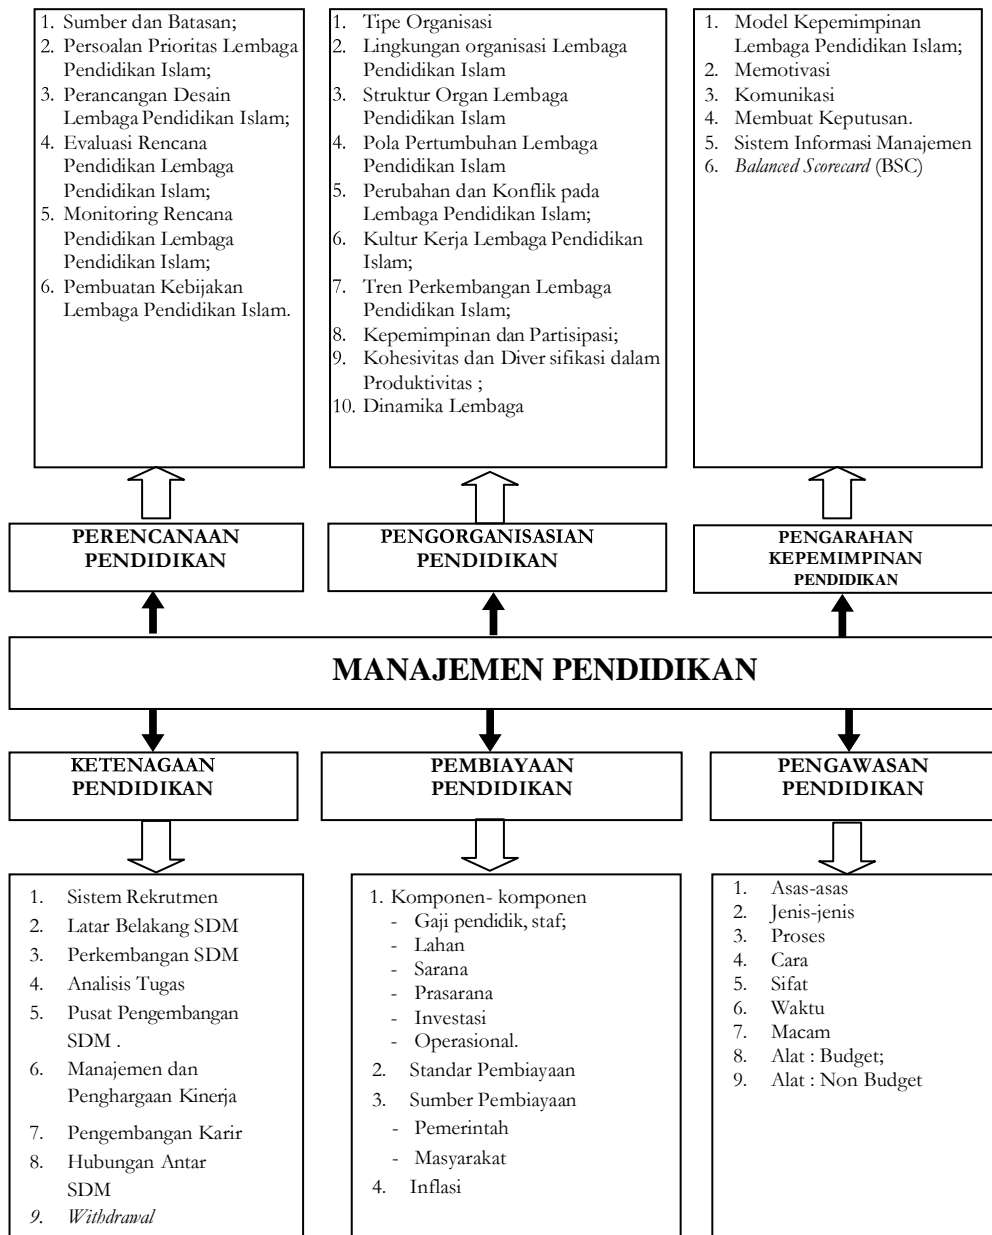 1. Sumber dan Batasan;
2. Persoalan Prioritas Lembaga
Pendidikan Islam;
3. Perancangan Desain
Lembaga Pendidikan Islam;
4. Evaluasi Rencana
Pendidikan Lembaga
Pendidikan Islam;
5. Monitoring Rencana
Pendidikan Lembaga
Pendidikan Islam;
6. Pembuatan Kebijakan
Lembaga Pendidikan Islam.
1. Tipe Organisasi
2. Lingkungan organisasi Lembaga
Pendidikan Islam
3. Struktur Organ Lembaga
Pendidikan Islam
4. Pola Pertumbuhan Lembaga
Pendidikan Islam
5. Perubahan dan Konflik pada
Lembaga Pendidikan Islam;
6. Kultur Kerja Lembaga Pendidikan
Islam;
7. Tren Perkembangan Lembaga
Pendidikan Islam;
8. Kepemimpinan dan Partisipasi;
9. Kohesivitas dan Diver sifikasi dalam
Produktivitas ;
10. Dinamika Lembaga
1. Model Kepemimpinan
Lembaga Pendidikan Islam;
2. Memotivasi
3. Komunikasi
4. Membuat Keputusan.
5. Sistem Informasi Manajemen
6. Balanced Scorecard (BSC)
PERENCANAAN
PENDIDIKAN
PENGORGANISASIAN
PENDIDIKAN
PENGARAHAN
KEPEMIMPINAN
PENDIDIKAN
MANAJEMEN PENDIDIKAN
KETENAGAAN
PENDIDIKAN
PEMBIAYAAN
PENDIDIKAN
PENGAWASAN
PENDIDIKAN
1. Sistem Rekrutmen
2. Latar Belakang SDM
3. Perkembangan SDM
4. Analisis Tugas
5. Pusat Pengembangan
SDM .
6. Manajemen dan
Penghargaan Kinerja
7. Pengembangan Karir
8. Hubungan Antar
SDM
9. Withdrawal
1. Komponen- komponen
- Gaji pendidik, staf;
- Lahan
- Sarana
- Prasarana
- Investasi
- Operasional.
2. Standar Pembiayaan
3. Sumber Pembiayaan
- Pemerintah
- Masyarakat
4. Inflasi
1. Asas-asas
2. Jenis-jenis
3. Proses
4. Cara
5. Sifat
6. Waktu
7. Macam
8. Alat : Budget;
9. Alat : Non Budget